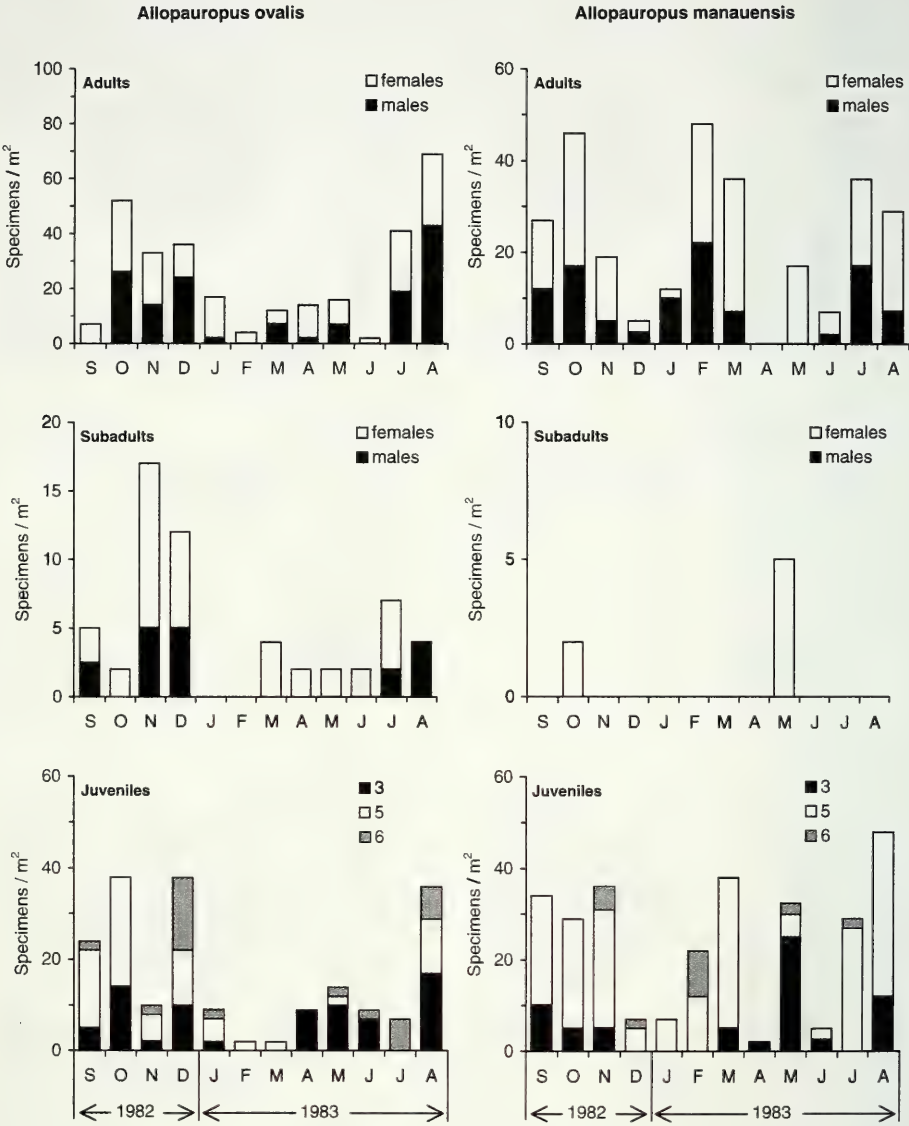 Allopauropus ovalis
Allopauropus manauensis
Adults
females
males
Specimens / m²
100
80
60
40
20
0
S O N D J F M A M J J A
Adults
females
males
Specimens / m²
60
40
20
0
S O N D J F M A M J J A
Subadults
females
males
Specimens / m²
20
15
10
5
0
S O N D J F M A M J J A
Subadults
females
males
Specimens / m²
10
5
0
S O N D J F M A M J J A
Juveniles
3
5
6
Specimens / m²
60
40
20
0
S O N D J F M A M J J A
1982 1983
Juveniles
3
5
6
Specimens / m²
60
40
20
0
S O N D J F M A M J J A
1982 1983